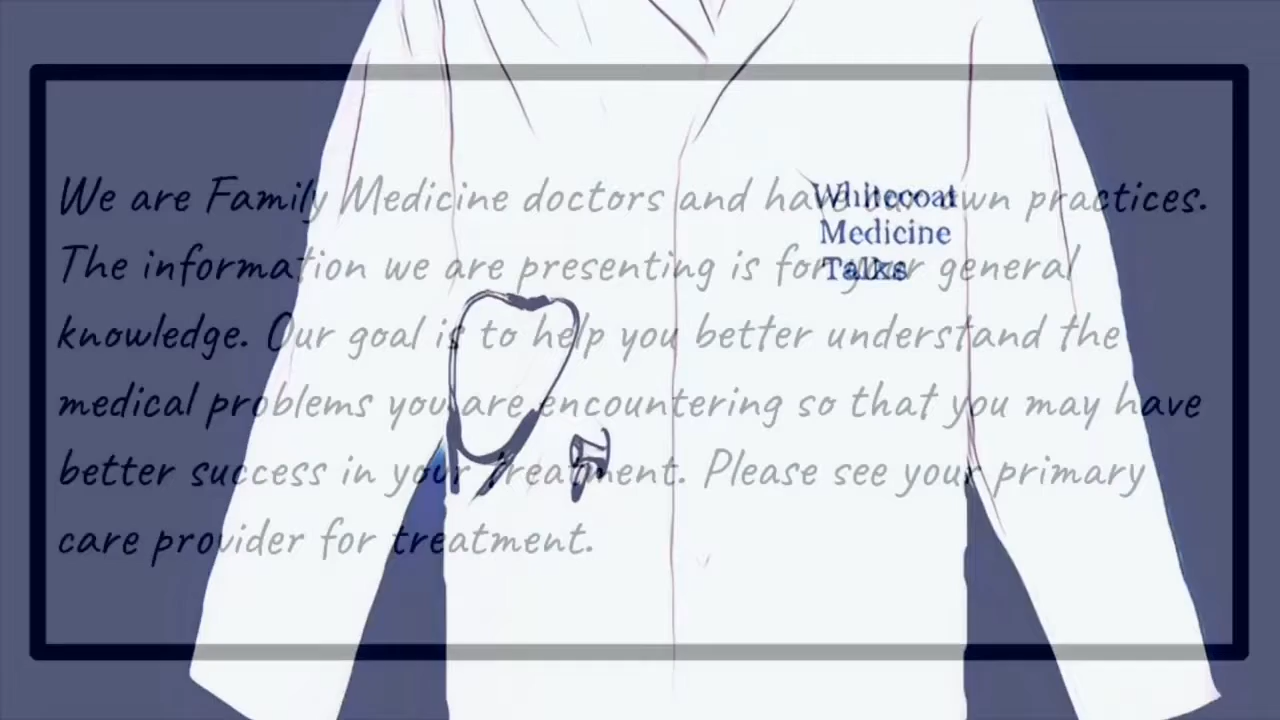 We are Family Medicine doctors and have our own practices.
The information we are presenting is for your general
knowledge. Our goal is to help you better understand the
medical problems you are encountering so that you may have
better success in your treatment. Please see your primary
care provider for treatment.
Whitecoat
Medicine
Talks